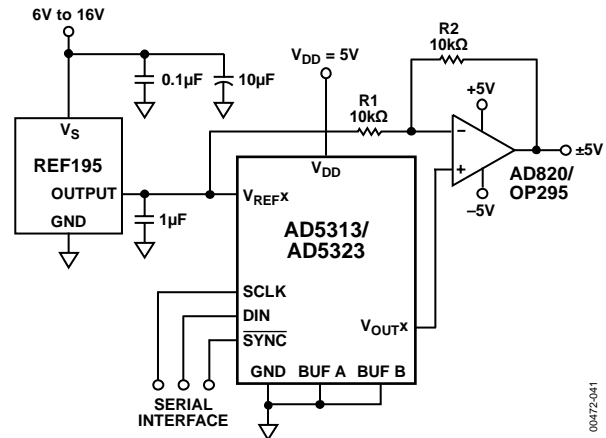 6V to 16V
0.1µF
10µF
V_DD = 5V
R2
10kΩ
R1
10kΩ
+5V
−
+
±5V
AD820/
OP295
–5V
V_S
REF195
OUTPUT
GND
1µF
V_DD
V_REFx
AD5313/
AD5323
SCLK
DIN
SYNC
V_OUTx
GND
BUF A
BUF B
SERIAL
INTERFACE
00472-041